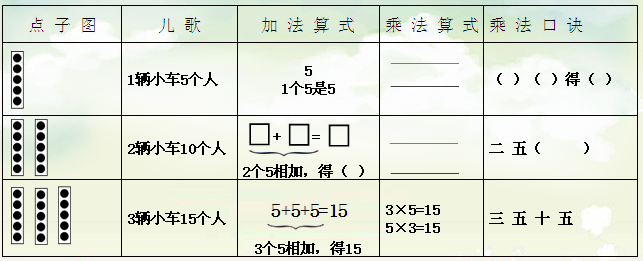 点子图 儿歌 加法算式 乘法算式 乘法口诀
1辆小车5个人
5
1个5是5
( ) ( ) 得 ( )
2辆小车10个人
□+□=□
2个5相加，得( )
二五( )
3辆小车15个人
5+5+5=15
3个5相加，得15
3×5=15
5×3=15
三五十五